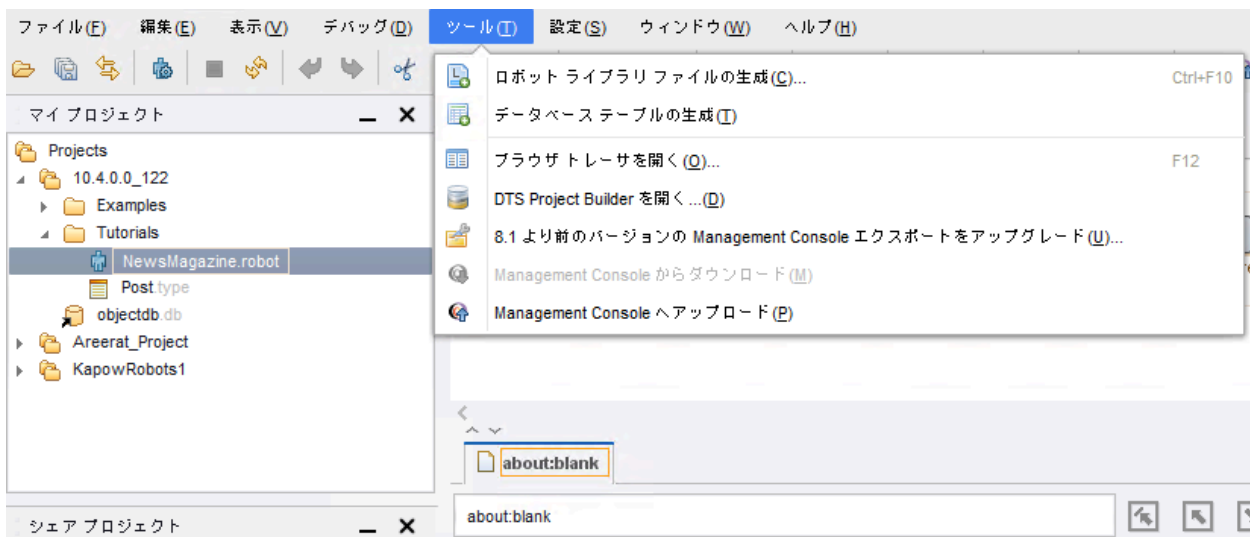 ファイル(F) 編集(E) 表示(V) デバッグ(D) ツール(T) 設定(S) ウィンドウ(W) ヘルプ(H)
ロボット ライブラリ ファイルの生成(C)... Ctrl+F10
データベース テーブルの生成(T)
ブラウザ トレーサを開く(O)... F12
DTS Project Builder を開く...(D)
8.1 より前のバージョンの Management Console エクスポートをアップグレード(U)...
Management Console からダウンロード(M)
Management Console へアップロード(P)
マイ プロジェクト
Projects
10.4.0.0_122
Examples
Tutorials
NewsMagazine.robot
Post.type
objectdb.db
Areerat_Project
KapowRobots1
シェア プロジェクト
about:blank
about:blank